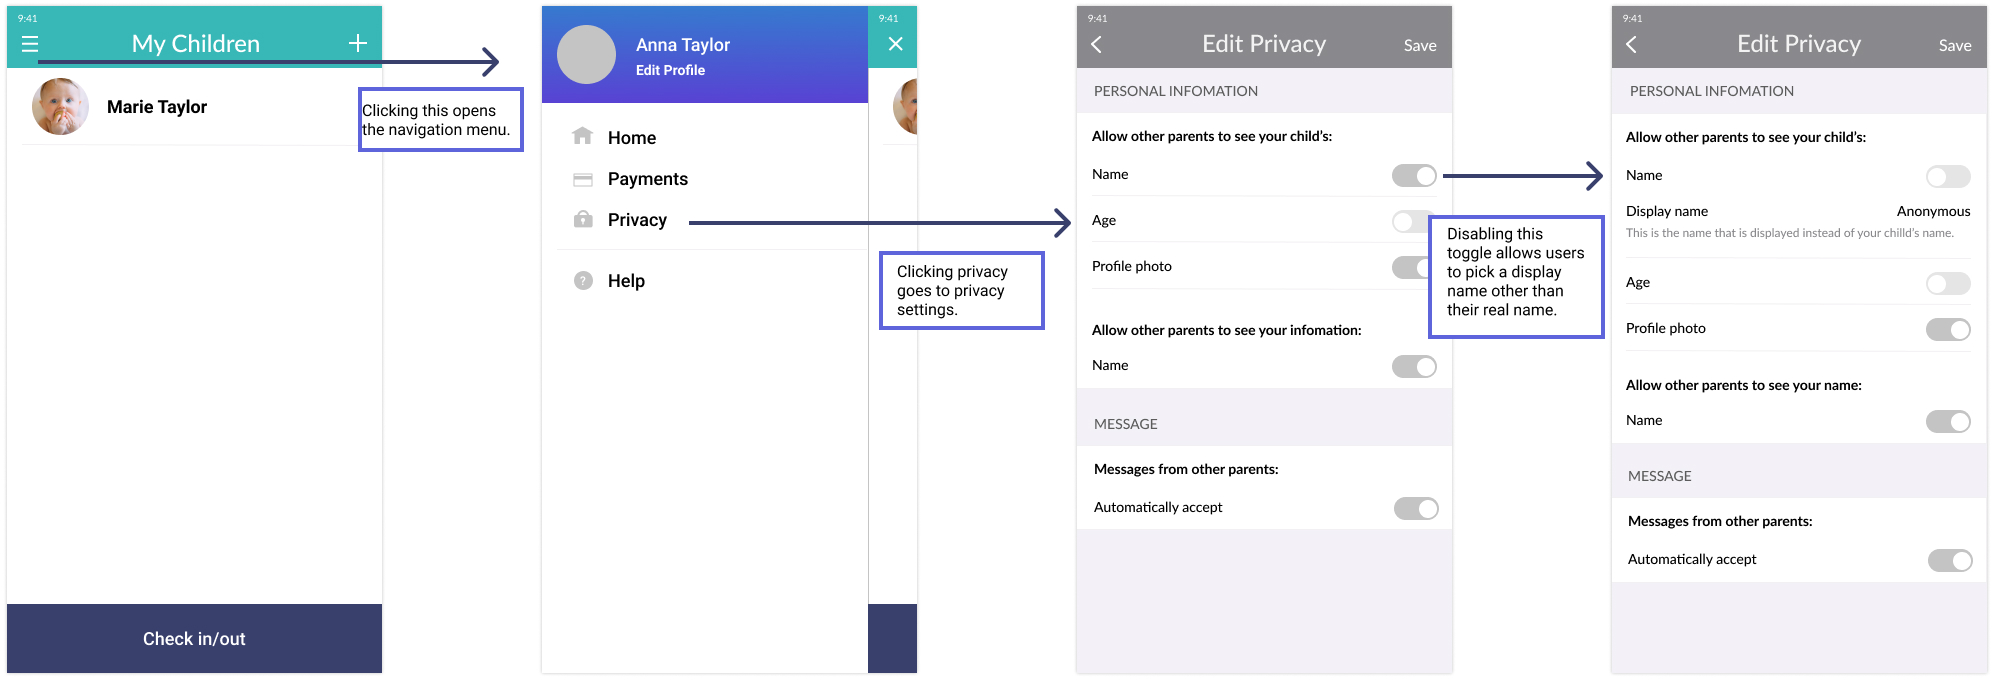 9:41
My Children
Marie Taylor
Check in/out
Clicking this opens
the navigation menu.
Anna Taylor
Edit Profile
9:41
Home
Payments
Privacy
Help
Clicking privacy
goes to privacy
settings.
9:41
Edit Privacy
Save
PERSONAL INFOMATION
Allow other parents to see your child's:
Name
Age
Profile photo
Allow other parents to see your infomation:
Name
MESSAGE
Messages from other parents:
Automatically accept
Disabling this
toggle allows users
to pick a display
name other than
their real name.
9:41
Edit Privacy
Save
PERSONAL INFOMATION
Allow other parents to see your child's:
Name
Display name
Anonymous
This is the name that is displayed instead of your chilld's name.
Age
Profile photo
Allow other parents to see your name:
Name
MESSAGE
Messages from other parents:
Automatically accept